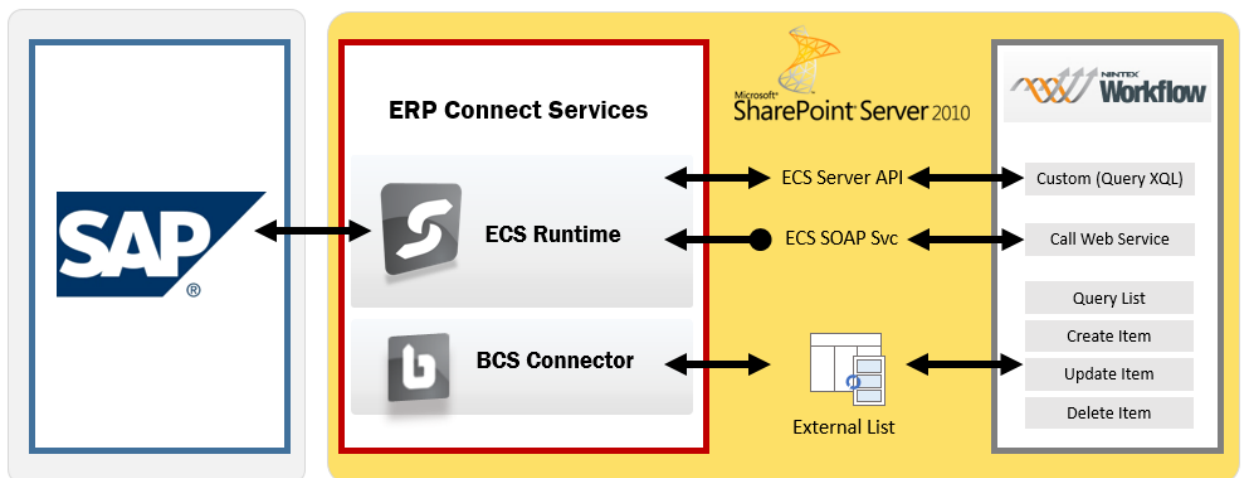 SAP
®
ERP Connect Services
ECS Runtime
BCS Connector
Microsoft®
SharePoint® Server 2010
ECS Server API
ECS SOAP Svc
External List
NINTEX
Workflow
Custom (Query XQL)
Call Web Service
Query List
Create Item
Update Item
Delete Item